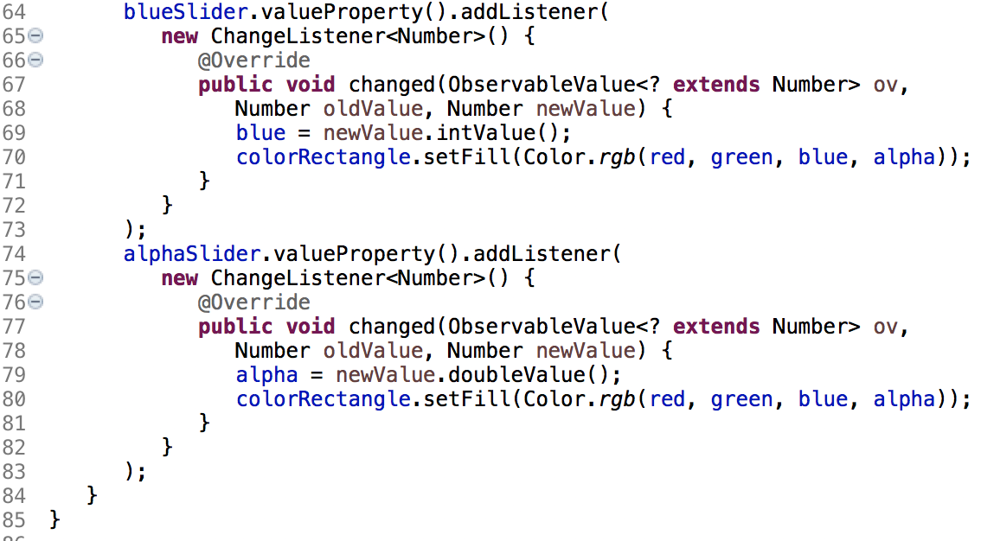 64 blueSlider.valueProperty().addListener(
65 new ChangeListener<Number>() {
66 @Override
67 public void changed(ObservableValue<? extends Number> ov,
68 Number oldValue, Number newValue) {
69 blue = newValue.intValue();
70 colorRectangle.setFill(Color.rgb(red, green, blue, alpha));
71 }
72 }
73 );
74 alphaSlider.valueProperty().addListener(
75 new ChangeListener<Number>() {
76 @Override
77 public void changed(ObservableValue<? extends Number> ov,
78 Number oldValue, Number newValue) {
79 alpha = newValue.doubleValue();
80 colorRectangle.setFill(Color.rgb(red, green, blue, alpha));
81 }
82 }
83 );
84 }
85 }